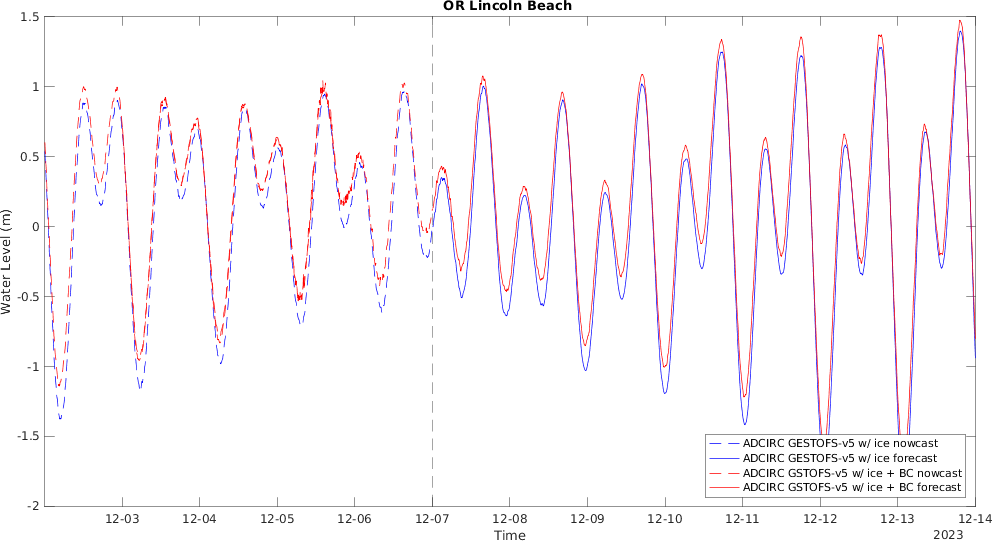 OR Lincoln Beach
1.5
1
0.5
0
-0.5
-1
-1.5
-2
Water Level (m)
ADCIRC GESTOFS-v5 w/ ice nowcast
ADCIRC GESTOFS-v5 w/ ice forecast
ADCIRC GSTOFS-v5 w/ ice + BC nowcast
ADCIRC GSTOFS-v5 w/ ice + BC forecast
12-03 12-04 12-05 12-06 12-07 12-08 12-09 12-10 12-11 12-12 12-13 12-14
Time
2023